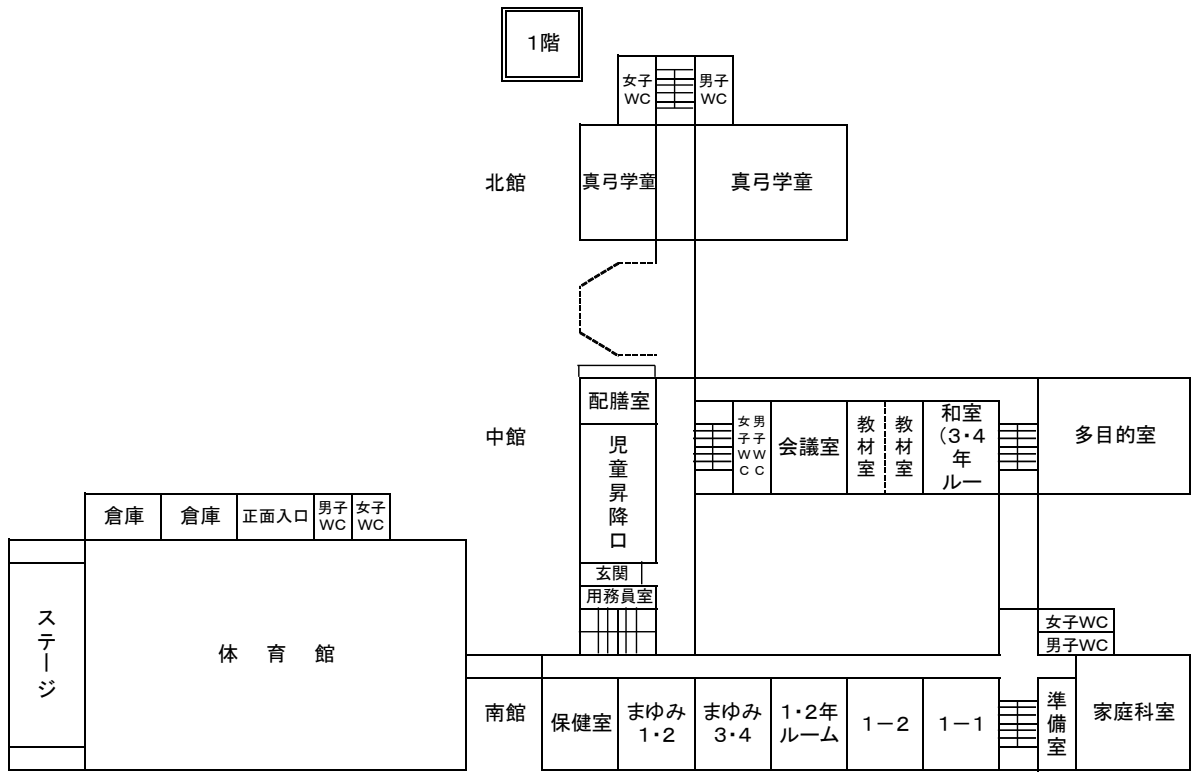 1階
女子
WC
男子
WC
北館
真弓学童
真弓学童
中館
配膳室
児童昇降口
玄関
用務員室
女子WC
男子WC
会議室
教材室
教材室
和室
(3・4
年
ルー
多目的室
倉庫
倉庫
正面入口
男子
WC
女子
WC
ステージ
体育館
女子WC
男子WC
南館
保健室
まゆみ
1・2
まゆみ
3・4
1・2年
ルーム
1-2
1-1
準備室
家庭科室